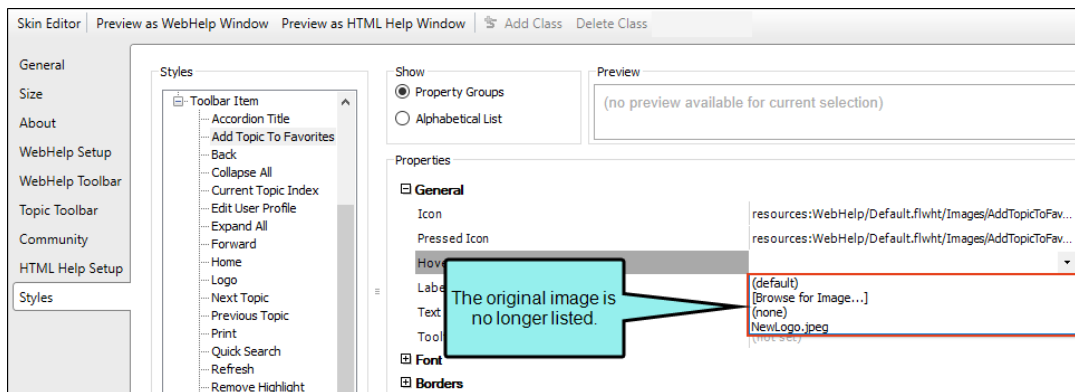 Skin Editor Preview as WebHelp Window Preview as HTML Help Window Add Class Delete Class
General
Size
About
WebHelp Setup
WebHelp Toolbar
Topic Toolbar
Community
HTML Help Setup
Styles
Styles
Toolbar Item
Accordion Title
Add Topic To Favorites
Back
Collapse All
Current Topic Index
Edit User Profile
Expand All
Forward
Home
Logo
Next Topic
Previous Topic
Print
Quick Search
Refresh
Remove Highlight
Show
Property Groups
Alphabetical List
Preview
(no preview available for current selection)
Properties
General
Icon resources:WebHelp/Default.flwht/Images/AddTopicToFav...
Pressed Icon resources:WebHelp/Default.flwht/Images/AddTopicToFav...
Hove
Labe
Text
Tool
(default)
[Browse for Image...]
(none)
NewLogo.jpeg
(not set)
The original image is
no longer listed.
Font
Borders